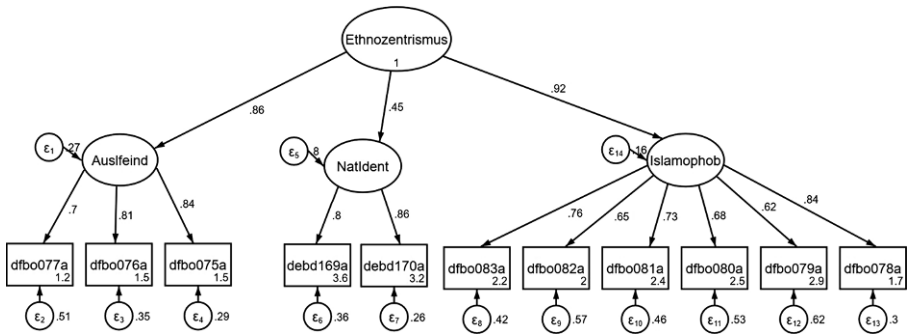 Ethnozentrismus
1
.86
.45
.92
ε1 .27
Auslfeind
ε5 .8
NatIdent
ε14 .16
Islamophob
.7
.81
.84
.8
.86
.76
.65
.73
.68
.62
.84
dfbo077a
1.2
dfbo076a
1.5
dfbo075a
1.5
debd169a
3.6
debd170a
3.2
dfbo083a
2.2
dfbo082a
2
dfbo081a
2.4
dfbo080a
2.5
dfbo079a
2.9
dfbo078a
1.7
ε2 .51
ε3 .35
ε4 .29
ε6 .36
ε7 .26
ε8 .42
ε9 .57
ε10 .46
ε11 .53
ε12 .62
ε13 .3